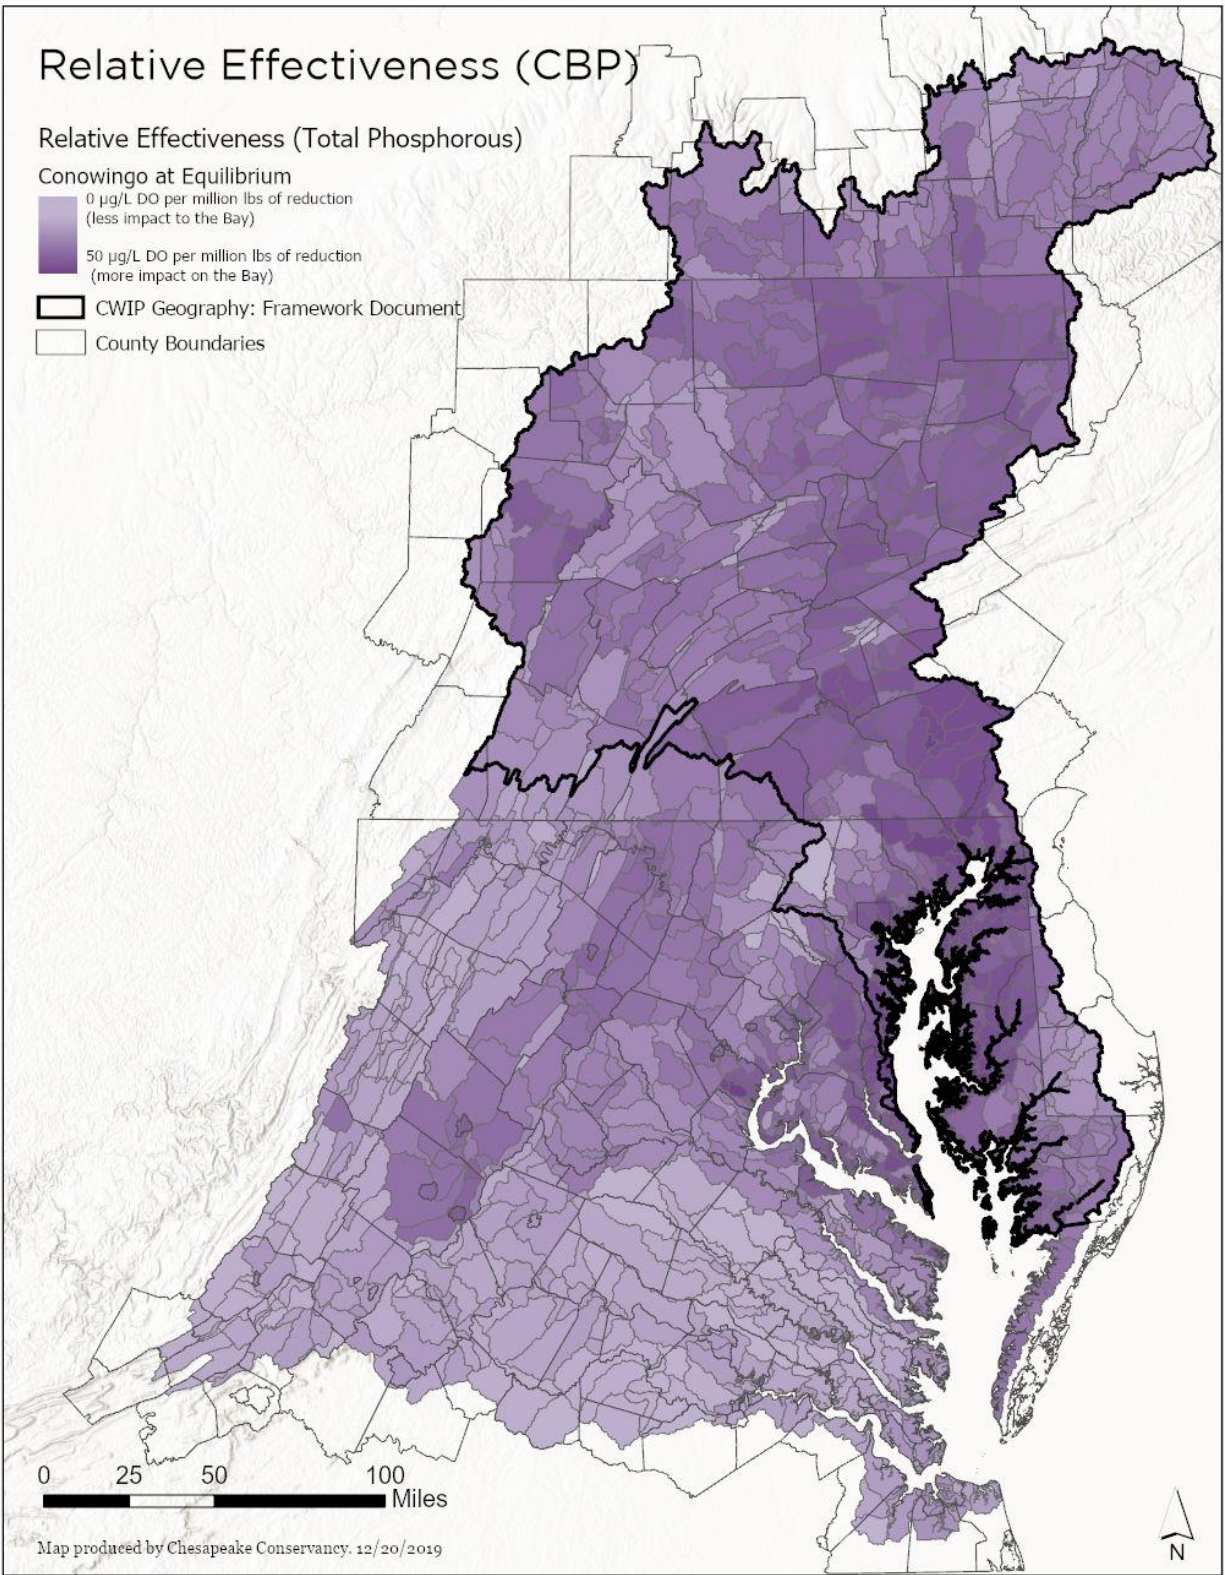 Relative Effectiveness (CBP)
Relative Effectiveness (Total Phosphorous)
Conowingo at Equilibrium
0 µg/L DO per million lbs of reduction
(less impact to the Bay)
50 µg/L DO per million lbs of reduction
(more impact on the Bay)
CWIP Geography: Framework Document
County Boundaries
0 25 50 100
Miles
Map produced by Chesapeake Conservancy. 12/20/2019
N